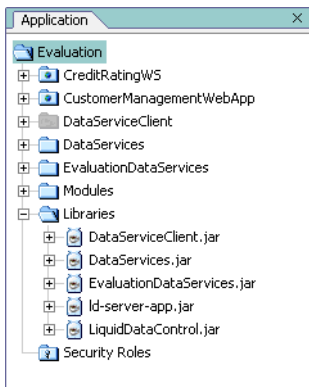 Application
Evaluation
CreditRatingWS
CustomerManagementWebApp
DataServiceClient
DataServices
EvaluationDataServices
Modules
Libraries
DataServiceClient.jar
DataServices.jar
EvaluationDataServices.jar
ld-server-app.jar
LiquidDataControl.jar
Security Roles